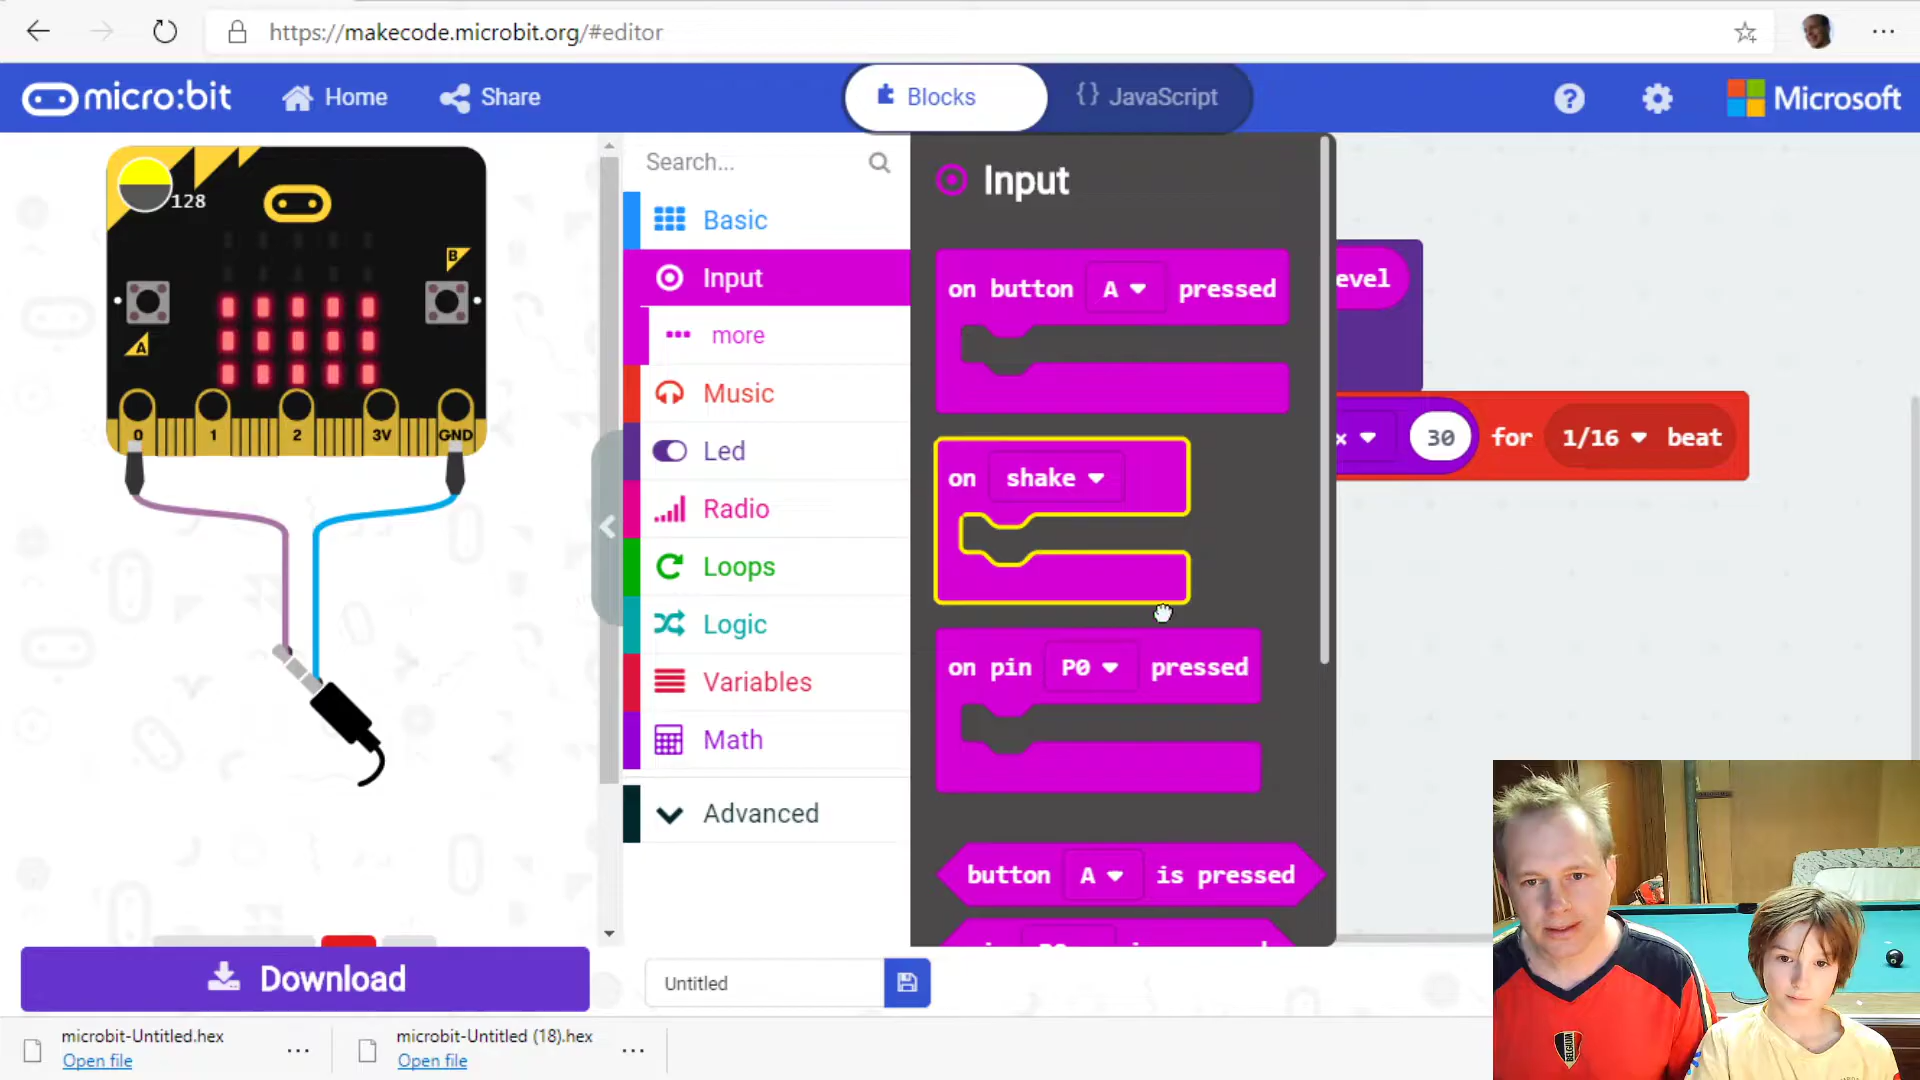 https://makecode.microbit.org/#editor
micro:bit
Home
Share
Blocks
{} JavaScript
?
Microsoft
128
B
A
0 1 2 3V GND
Search...
Basic
Input
more
Music
Led
Radio
Loops
Logic
Variables
Math
Advanced
Input
on button A pressed
on shake
on pin P0 pressed
button A is pressed
evel
x 30 for 1/16 beat
Download
Untitled
microbit-Untitled.hex
Open file
microbit-Untitled (18).hex
Open file
BELGIUM